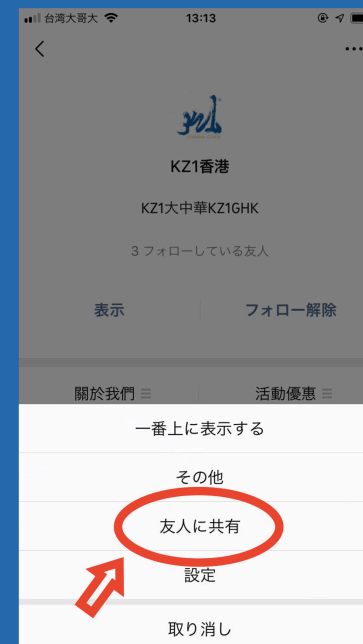 台湾大哥大
13:13
KZ1香港
KZ1大中華KZ1GHK
3 フォローしている友人
表示
フォロー解除
關於我們
活動優惠
一番上に表示する
その他
友人に共有
設定
取り消し